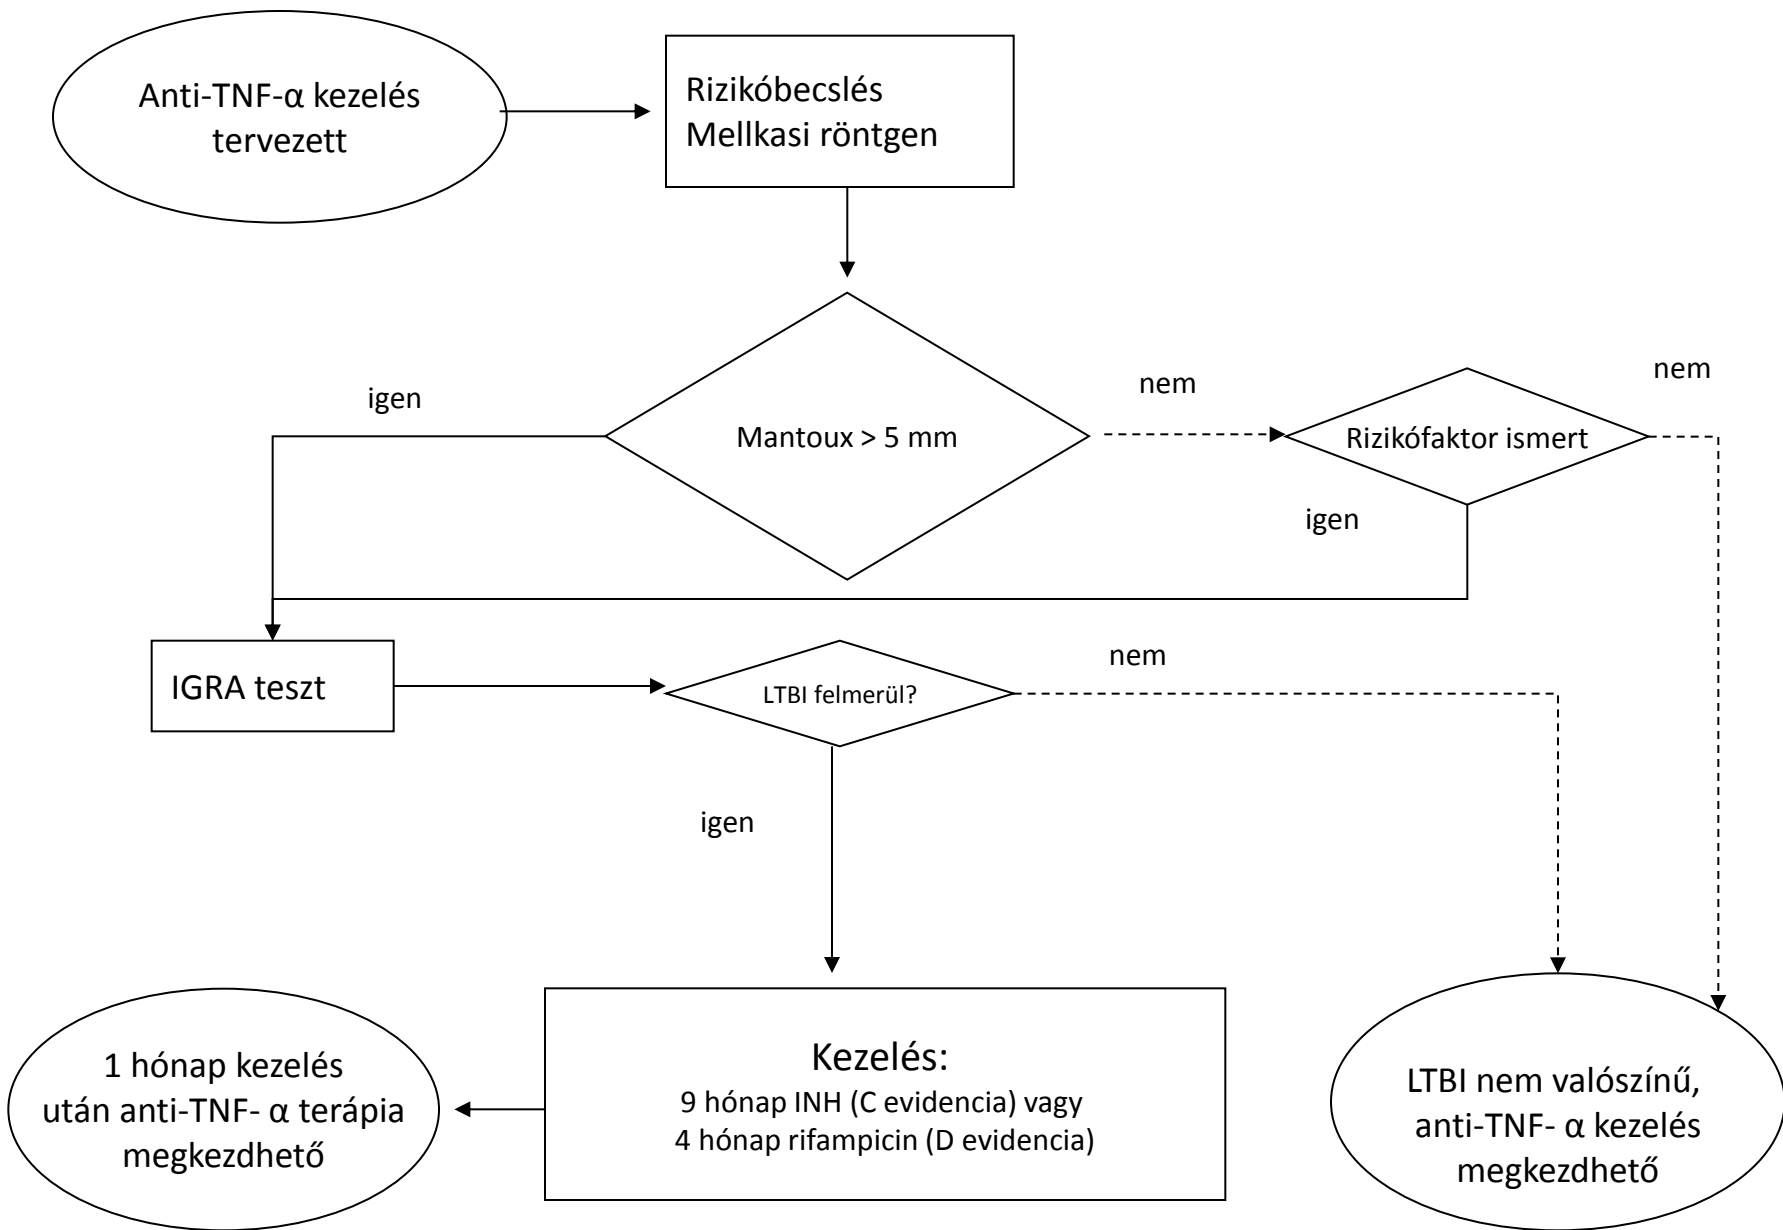 Anti-TNF-α kezelés
tervezett
Rizikóbecslés
Mellkasi röntgen
igen
Mantoux > 5 mm
nem
Rizikófaktor ismert
nem
igen
IGRA teszt
LTBI felmerül?
nem
igen
Kezelés:
9 hónap INH (C evidencia) vagy
4 hónap rifampicin (D evidencia)
1 hónap kezelés
után anti-TNF- α terápia
megkezdhető
LTBI nem valószínű,
anti-TNF- α kezelés
megkezdhető